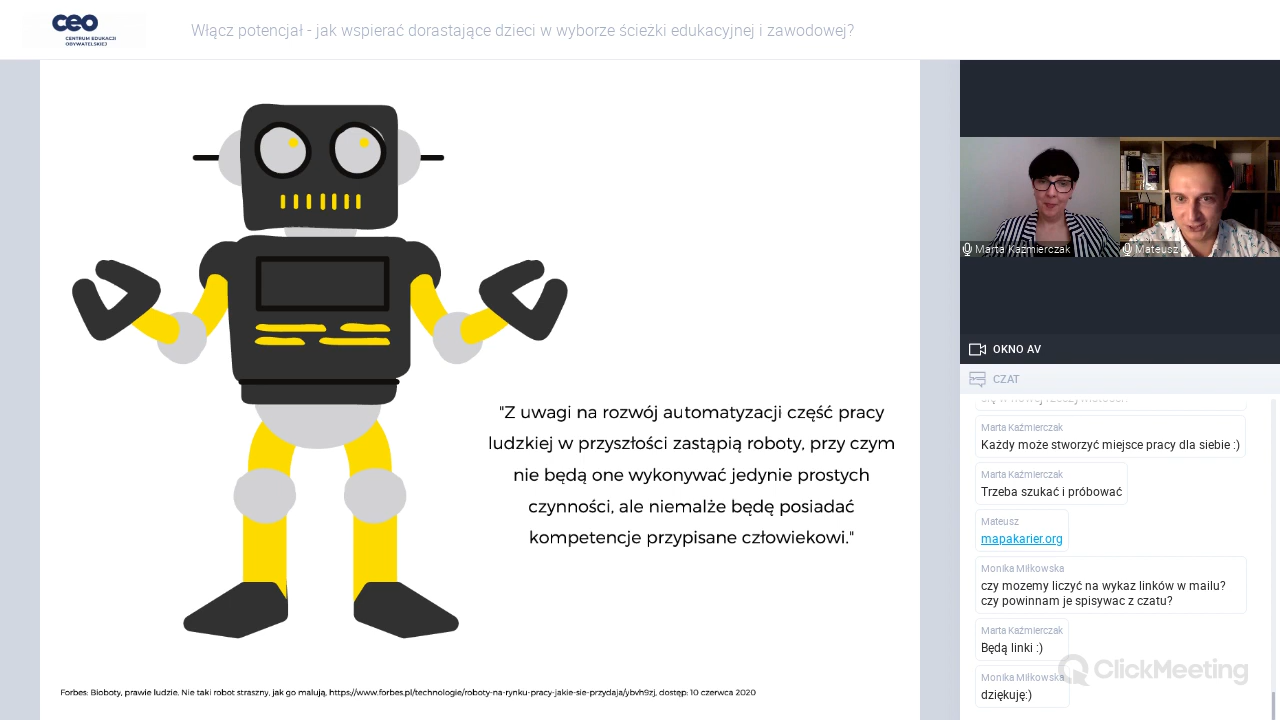 ceo
CENTRUM EDUKACJI
OBYWATELSKIEJ
Włącz potencjał - jak wspierać dorastające dzieci w wyborze ścieżki edukacyjnej i zawodowej?
"Z uwagi na rozwój automatyzacji część pracy
ludzkiej w przyszłości zastąpią roboty, przy czym
nie będą one wykonywać jedynie prostych
czynności, ale niemalże będę posiadać
kompetencje przypisane człowiekowi."
Forbes: Bioboty, prawie ludzie. Nie taki robot straszny, jak go malują, https://www.forbes.pl/technologie/roboty-na-rynku-pracy-jakie-sie-przydaja/ybvh9zj, dostęp: 10 czerwca 2020
Marta Kaźmierczak
Mateusz
OKNO AV
CZAT
Marta Kaźmierczak
Każdy może stworzyć miejsce pracy dla siebie :)
Marta Kaźmierczak
Trzeba szukać i próbować
Mateusz
mapakarier.org
Monika Miłkowska
czy mozemy liczyć na wykaz linków w mailu?
czy powinnam je spisywac z czatu?
Marta Kaźmierczak
Będą linki :)
Monika Miłkowska
dziękuję:)
ClickMeeting